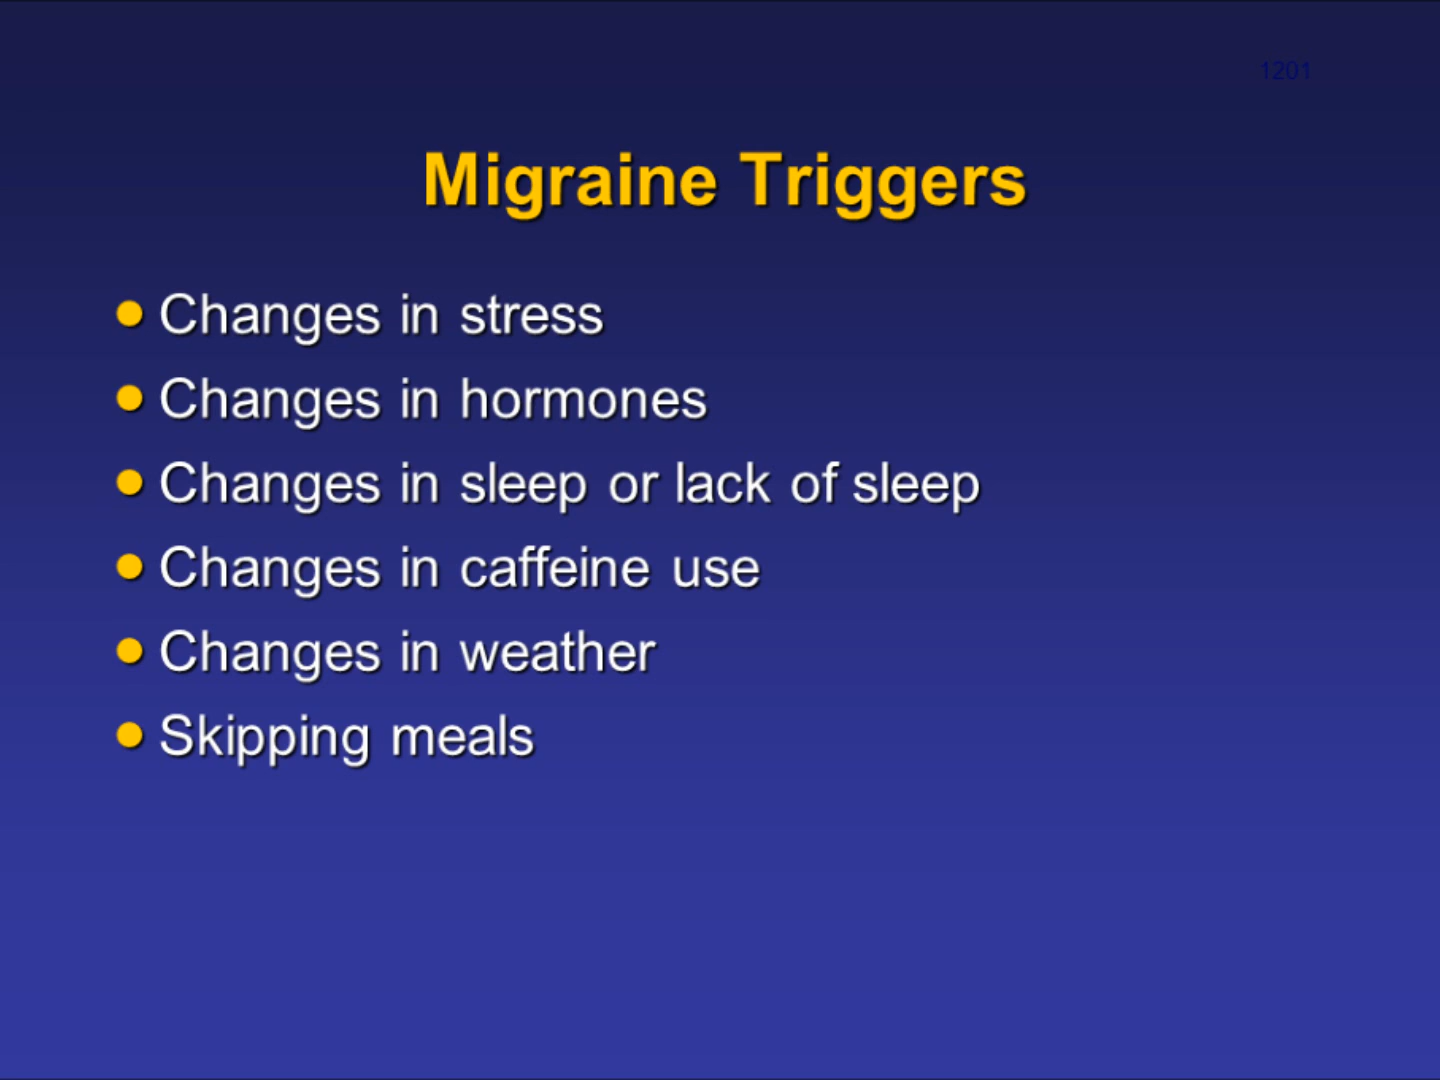 1201
Migraine Triggers
Changes in stress
Changes in hormones
Changes in sleep or lack of sleep
Changes in caffeine use
Changes in weather
Skipping meals